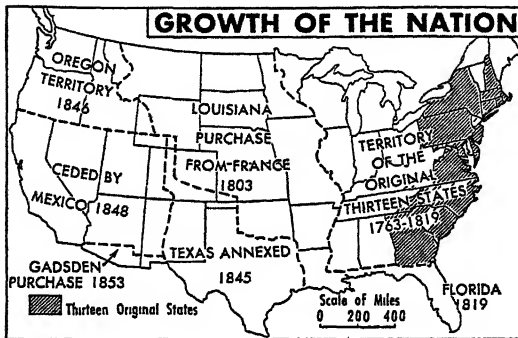 GROWTH OF THE NATION
OREGON
TERRITORY
1846
LOUISIANA
PURCHASE
FROM FRANCE
1803
TERRITORY
OF THE
ORIGINAL
THIRTEEN STATES
1763-1819
CEDED BY
MEXICO 1848
GADSDEN
PURCHASE 1853
TEXAS ANNEXED
1845
FLORIDA
1819
Thirteen Original States
Scale of Miles
0 200 400